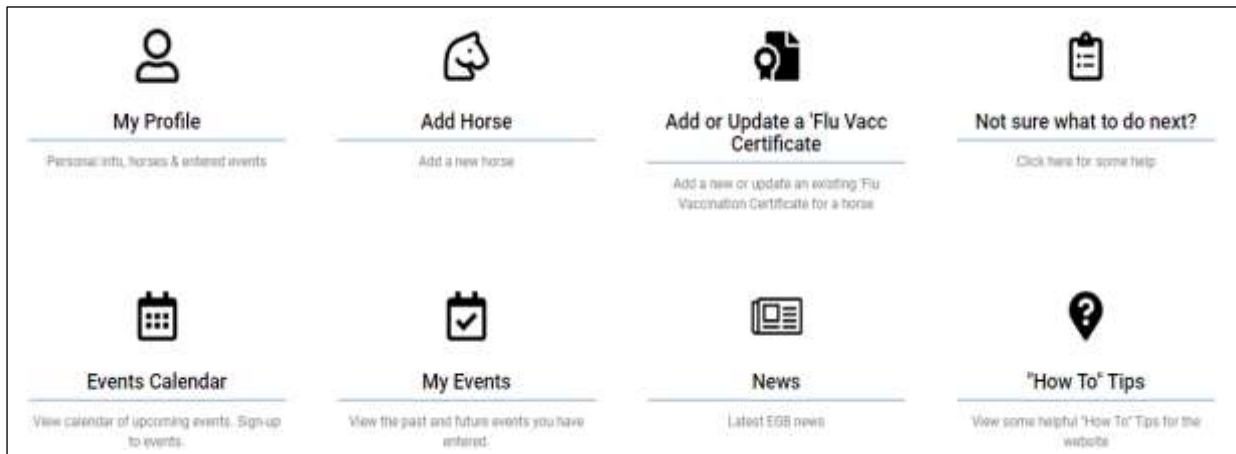 My Profile
Personal info, horses & entered events
Add Horse
Add a new horse
Add or Update a 'Flu Vacc
Certificate
Add a new or update an existing 'Flu
Vaccination Certificate for a horse
Not sure what to do next?
Click here for some help
Events Calendar
View calendar of upcoming events. Sign-up
to events.
My Events
View the past and future events you have
entered.
News
Latest EGB news
"How To" Tips
View some helpful "How To" Tips for the
website